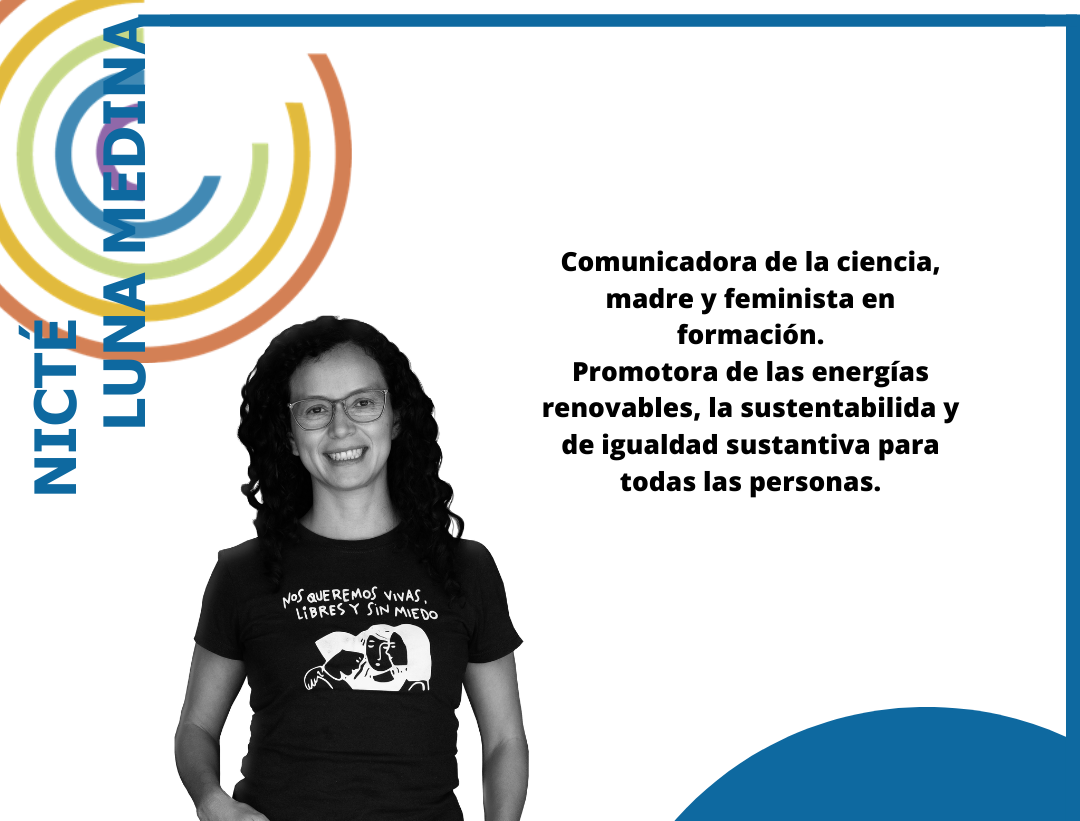 NICTÉ
LUNA MEDINA
Comunicadora de la ciencia,
madre y feminista en
formación.
Promotora de las energías
renovables, la sustentabilida y
de igualdad sustantiva para
todas las personas.
NOS QUEREMOS VIVAS,
LIBRES Y SIN MIEDO